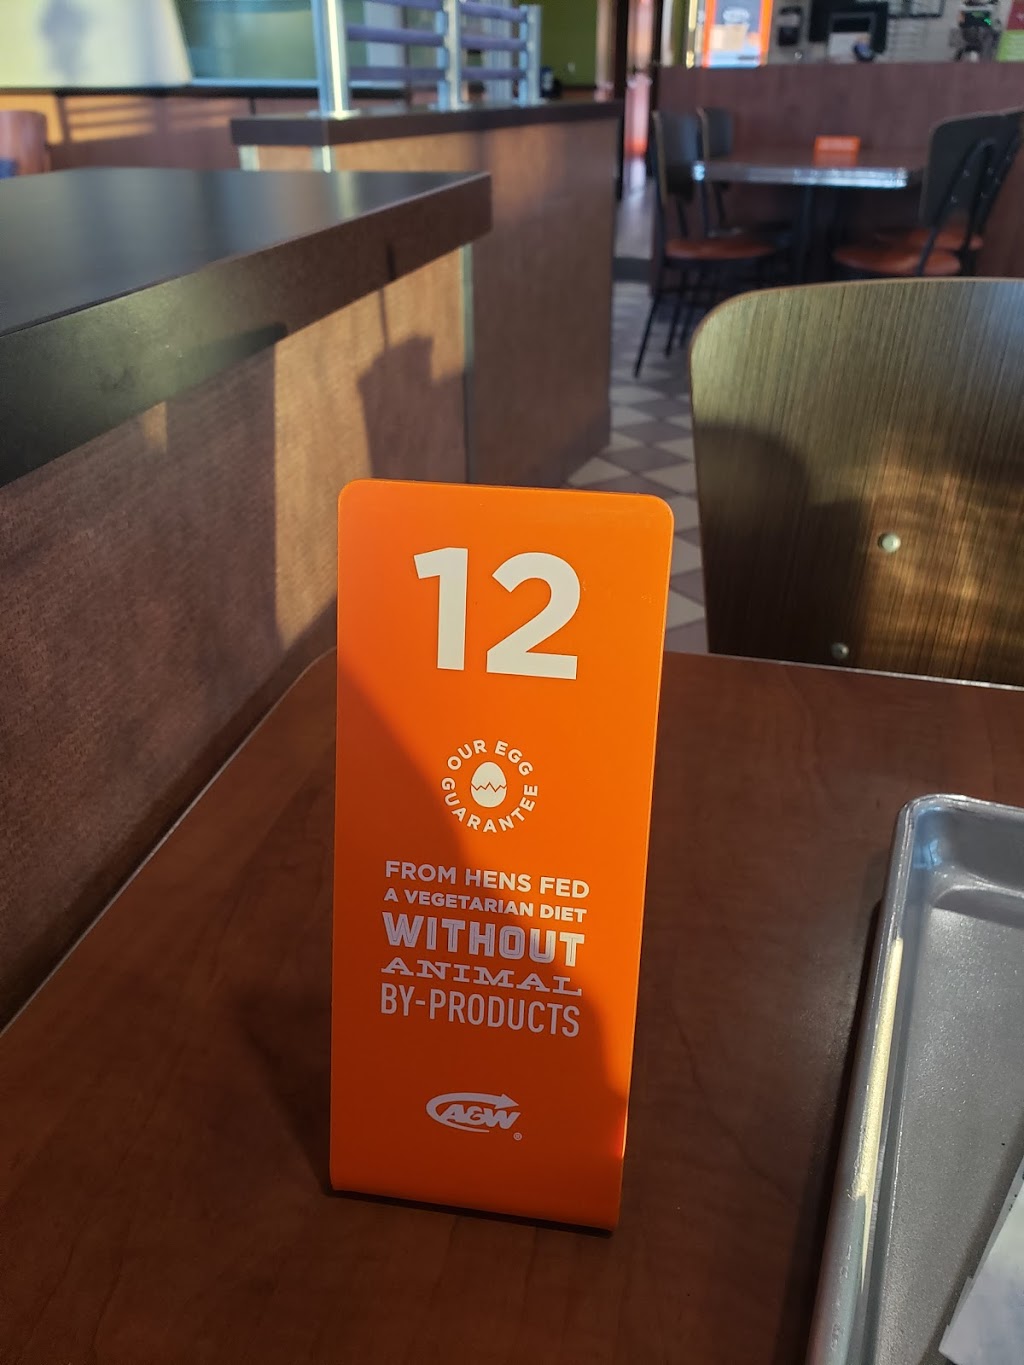 12
OUR EGG GUARANTEE
FROM HENS FED
A VEGETARIAN DIET
WITHOUT
ANIMAL
BY-PRODUCTS
A&W®